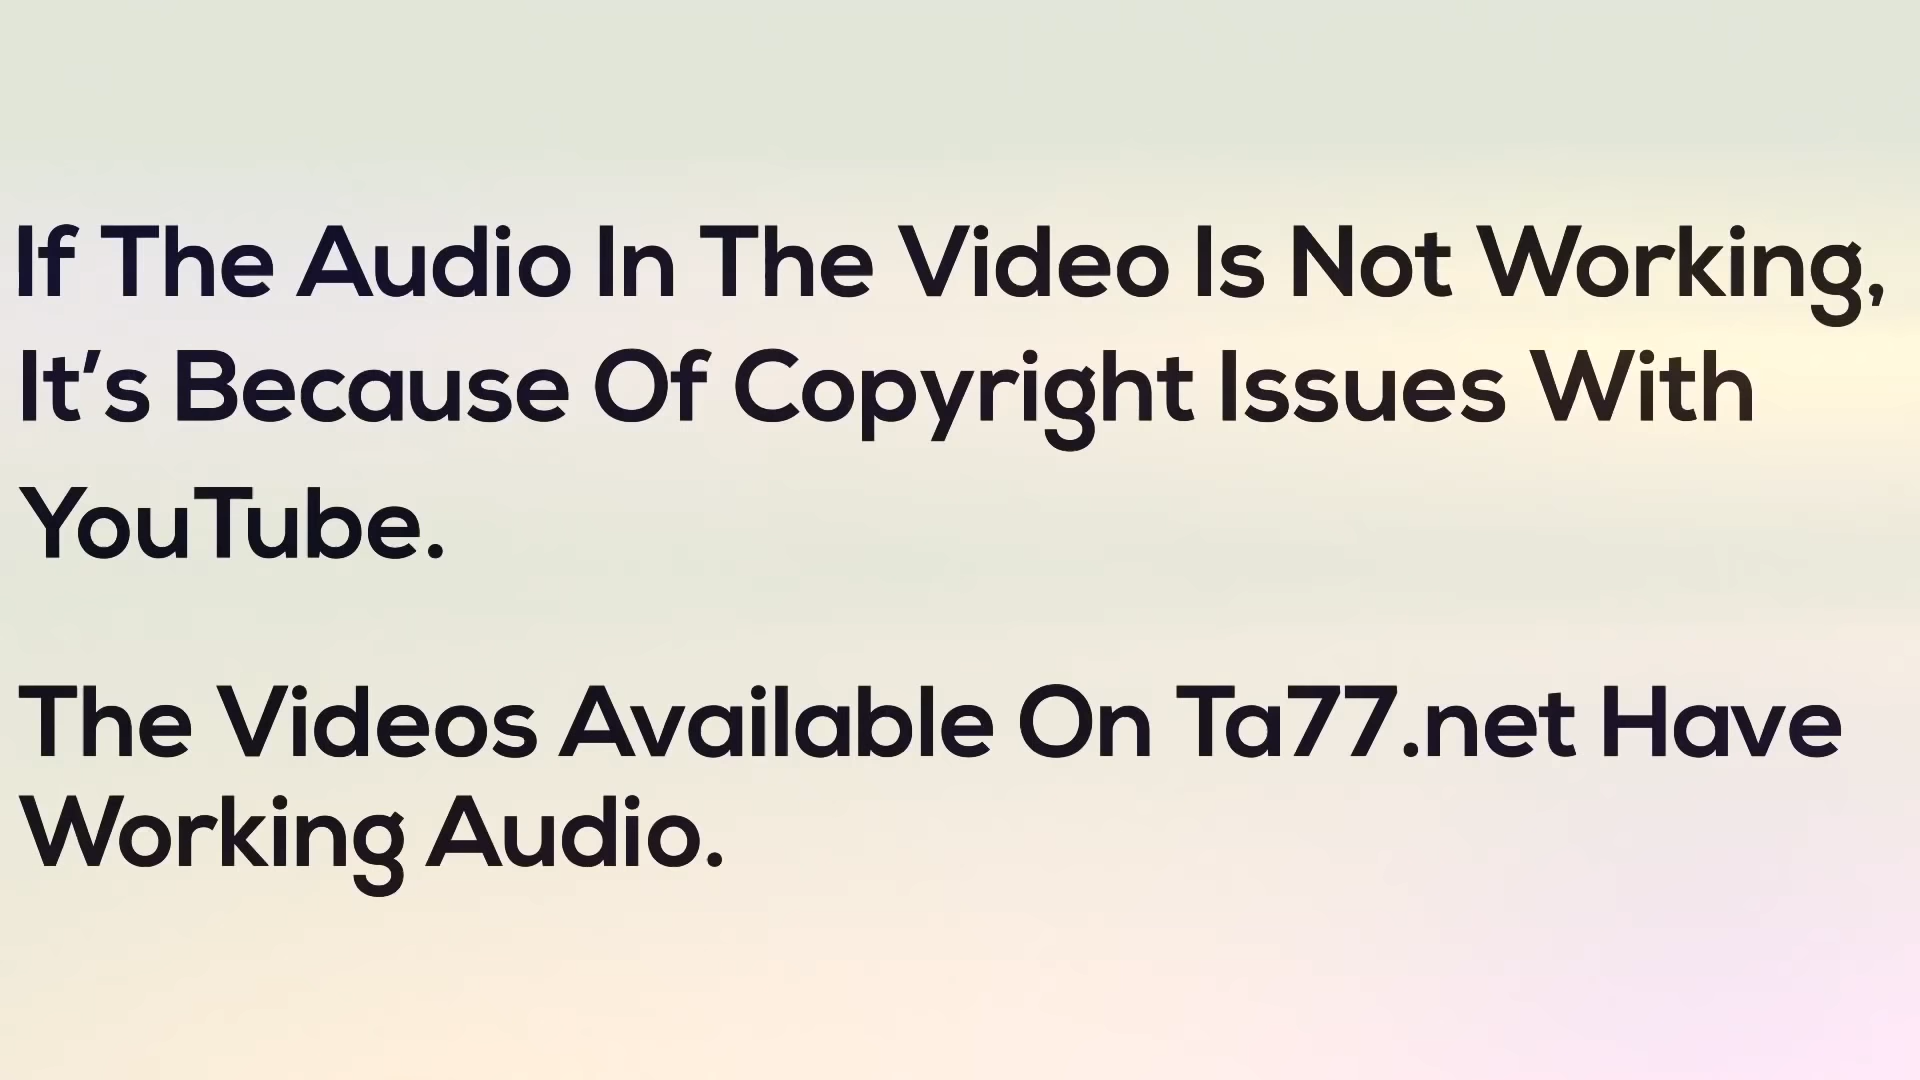 If The Audio In The Video Is Not Working,
It’s Because Of Copyright Issues With
YouTube.
The Videos Available On Ta77.net Have
Working Audio.